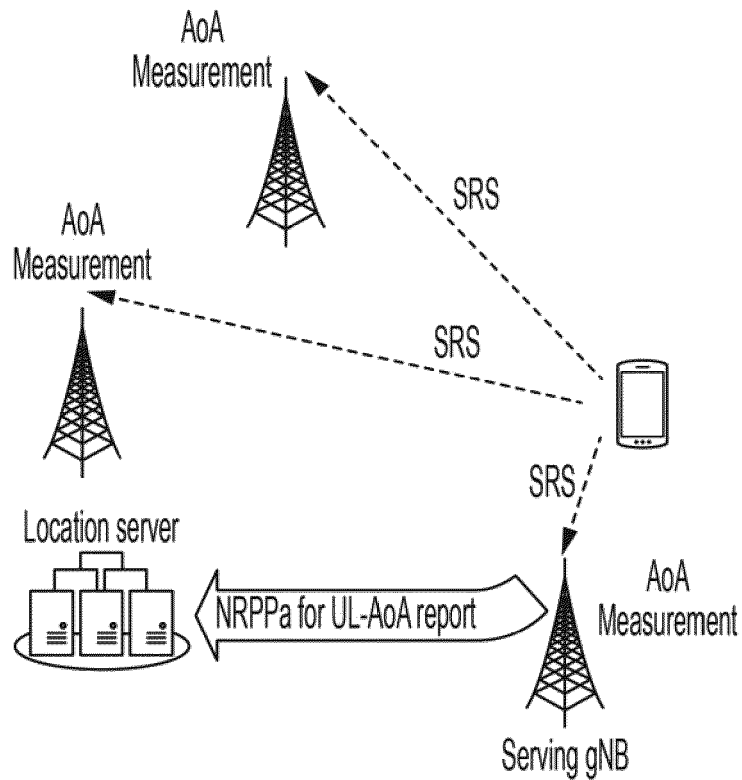 AoA
Measurement
SRS
AoA
Measurement
SRS
SRS
Location server
NRPPa for UL-AoA report
AoA
Measurement
Serving gNB